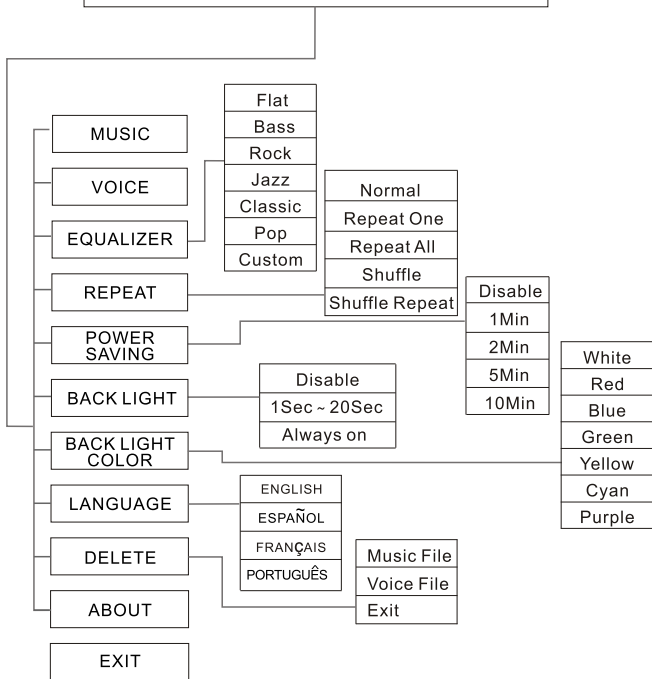 MUSIC
VOICE
EQUALIZER
REPEAT
POWER
SAVING
BACK LIGHT
BACK LIGHT
COLOR
LANGUAGE
DELETE
ABOUT
EXIT
Flat
Bass
Rock
Jazz
Classic
Pop
Custom
Normal
Repeat One
Repeat All
Shuffle
Shuffle Repeat
Disable
1Min
2Min
5Min
10Min
Disable
1Sec ~ 20Sec
Always on
White
Red
Blue
Green
Yellow
Cyan
Purple
ENGLISH
ESPAÑOL
FRANÇAIS
PORTUGUÊS
Music File
Voice File
Exit